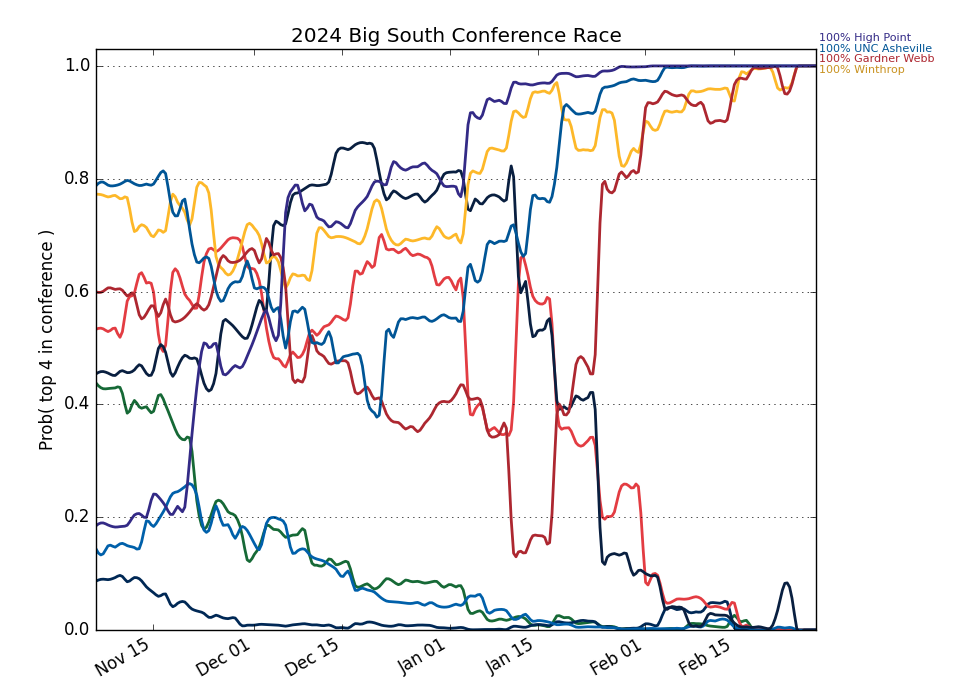 2024 Big South Conference Race
100% High Point
100% UNC Asheville
100% Gardner Webb
100% Winthrop
Prob( top 4 in conference )
1.0
0.8
0.6
0.4
0.2
0.0
Nov 15
Dec 01
Dec 15
Jan 01
Jan 15
Feb 01
Feb 15